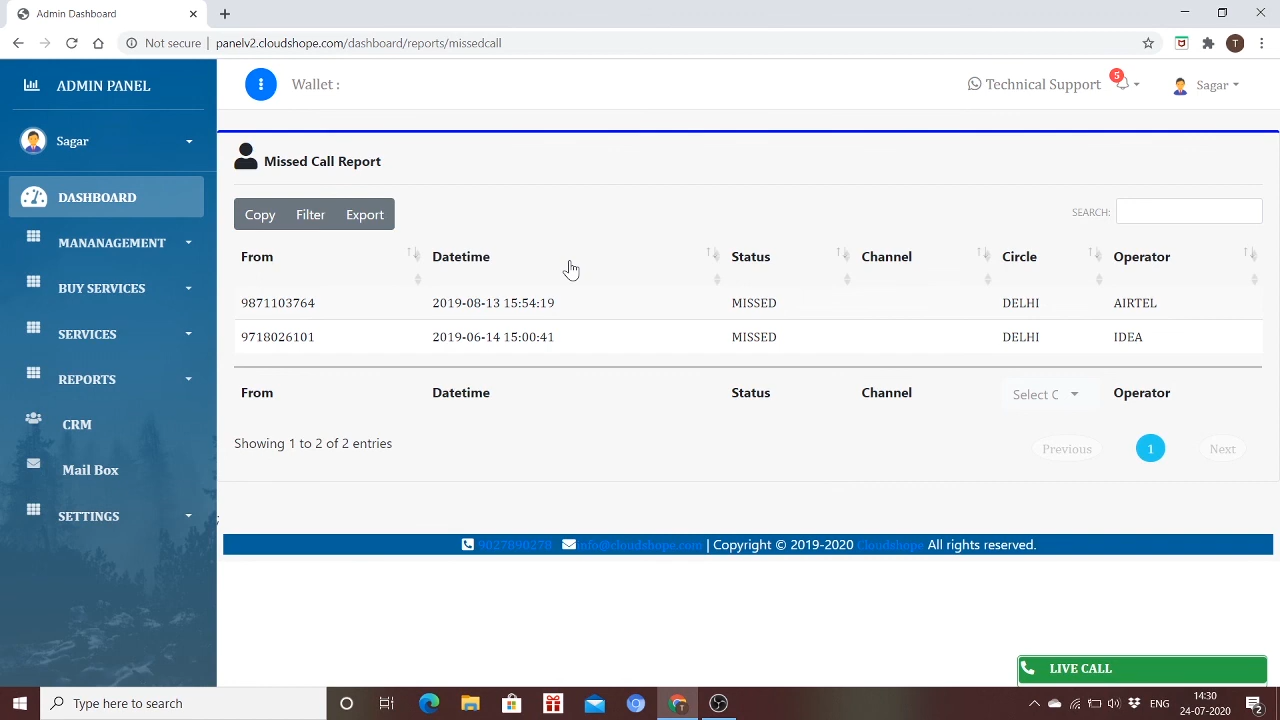 Admin Dashboard
Not secure | panelv2.cloudshope.com/dashboard/reports/missedcall
T
ADMIN PANEL
Wallet :
Technical Support
5
Sagar
Sagar
Missed Call Report
DASHBOARD
Copy Filter Export
SEARCH:
MANANAGEMENT
From Datetime Status Channel Circle Operator
BUY SERVICES
9871103764 2019-08-13 15:54:19 MISSED DELHI AIRTEL
SERVICES
9718026101 2019-06-14 15:00:41 MISSED DELHI IDEA
REPORTS
From Datetime Status Channel Select C Operator
CRM
Showing 1 to 2 of 2 entries
Previous 1 Next
Mail Box
SETTINGS
;
9027890278 info@cloudshope.com | Copyright © 2019-2020 Cloudshope All rights reserved.
LIVE CALL
Type here to search
ENG
14:30
24-07-2020
2